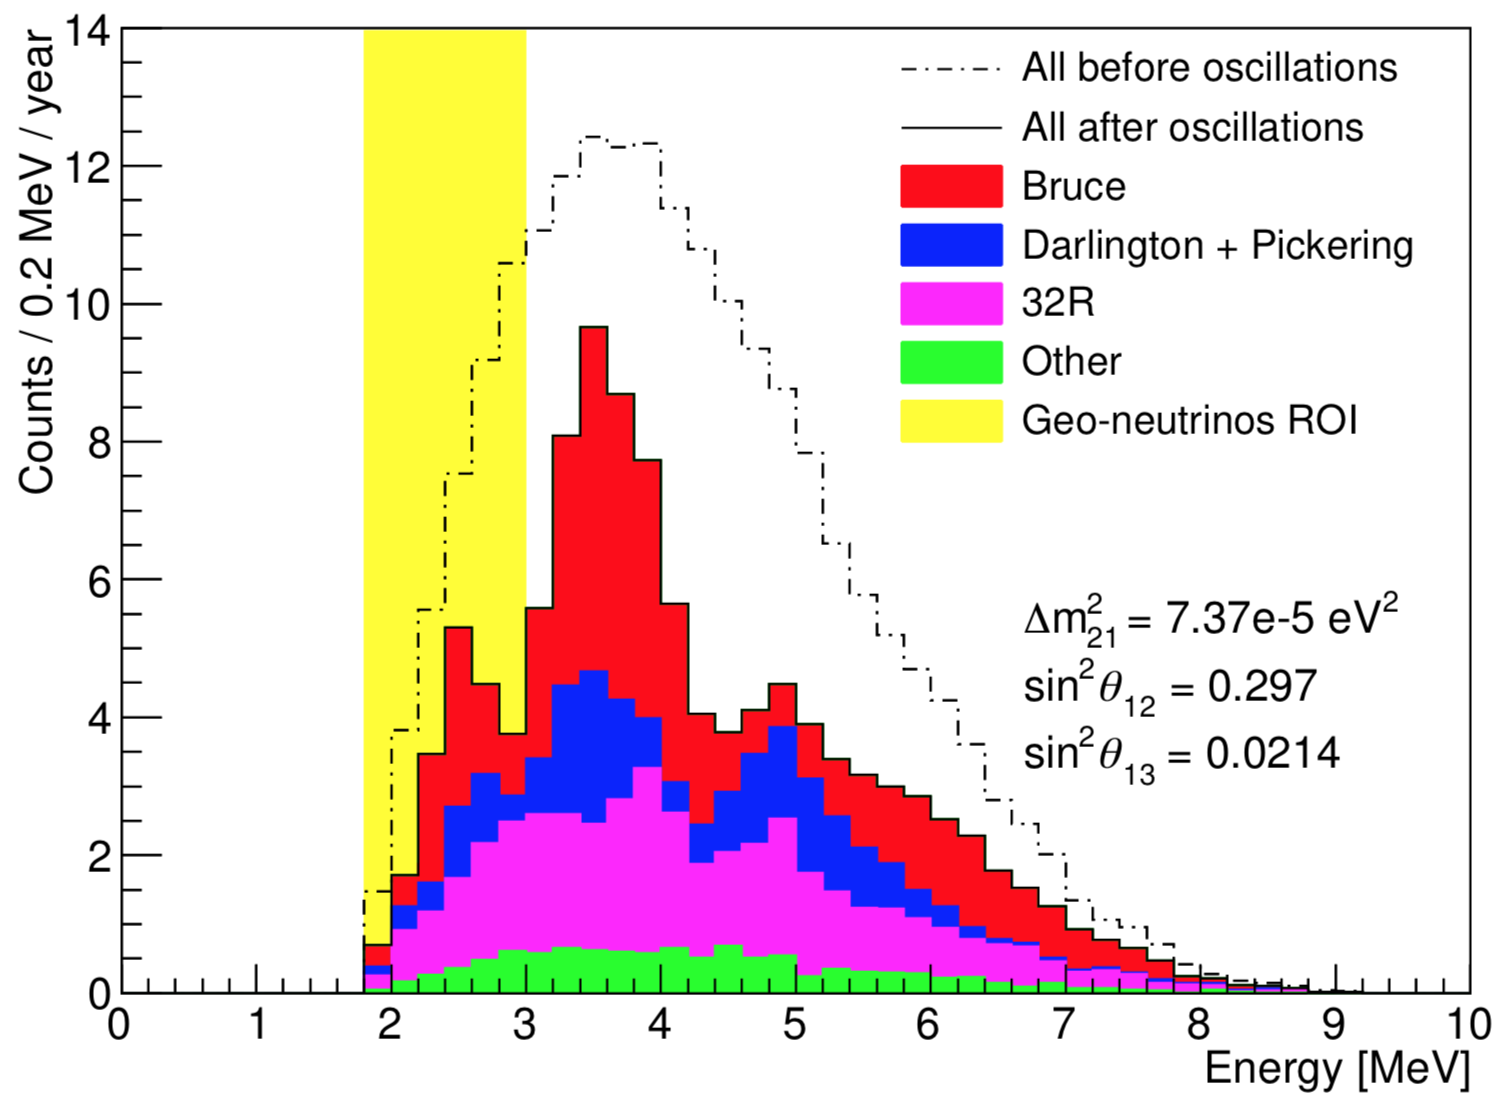 Counts / 0.2 MeV / year
14
12
10
8
6
4
2
0
All before oscillations
All after oscillations
Bruce
Darlington + Pickering
32R
Other
Geo-neutrinos ROI
Δm²₂₁ = 7.37e-5 eV²
sin²θ₁₂ = 0.297
sin²θ₁₃ = 0.0214
0 1 2 3 4 5 6 7 8 9 10
Energy [MeV]